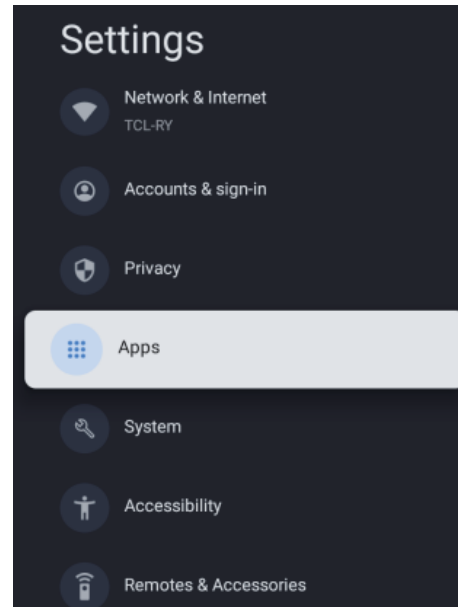 Settings
Network & Internet
TCL-RY
Accounts & sign-in
Privacy
Apps
System
Accessibility
Remotes & Accessories